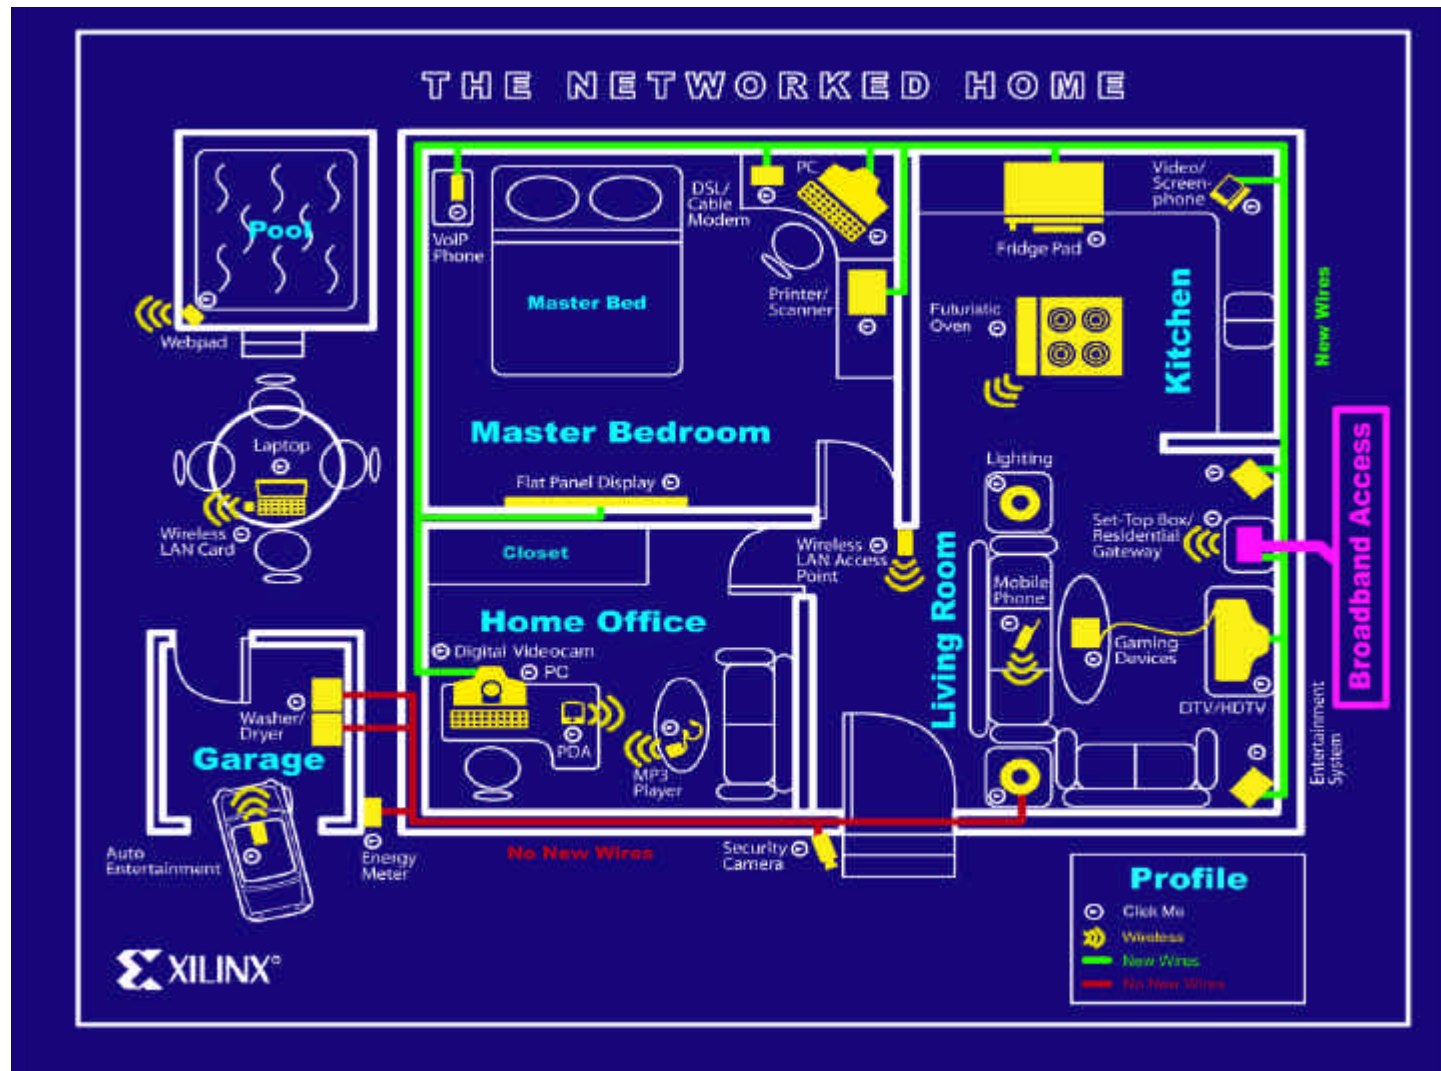 THE NETWORKED HOME
Pool
Webpad
Laptop
Wireless
LAN Card
VoIP
Phone
Master Bed
DSL/
Cable
Modem
PC
Printer/
Scanner
Master Bedroom
Flat Panel Display
Fridge Pad
Video/
Screen-
phone
Futuristic
Oven
Kitchen
New Wires
Broadband Access
Closet
Home Office
Digital Videocam
PC
PDA
MP3
Player
Wireless
LAN Access
Point
Lighting
Living Room
Mobile
Phone
Set-Top Box/
Residential
Gateway
Gaming
Devices
DTV/HDTV
Entertainment
System
Washer/
Dryer
Garage
Auto
Entertainment
Energy
Meter
No New Wires
Security
Camera
Profile
Click Me
Wireless
New Wires
No New Wires
XILINX®